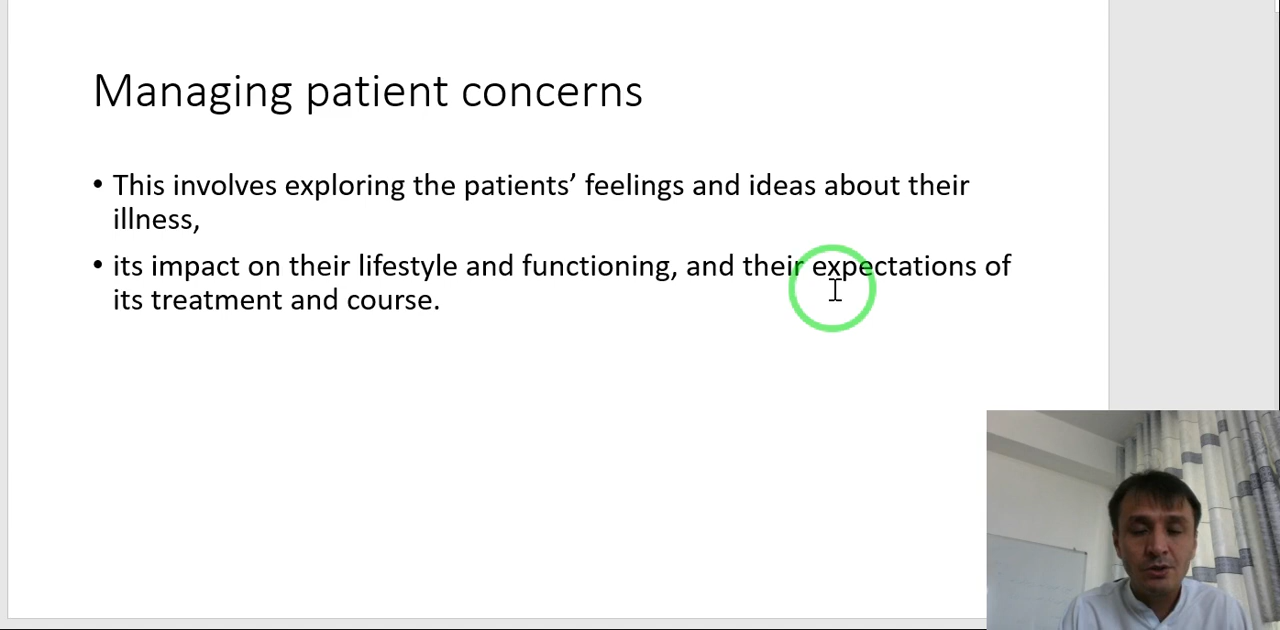 Managing patient concerns
• This involves exploring the patients’ feelings and ideas about their
illness,
• its impact on their lifestyle and functioning, and their expectations of
its treatment and course.